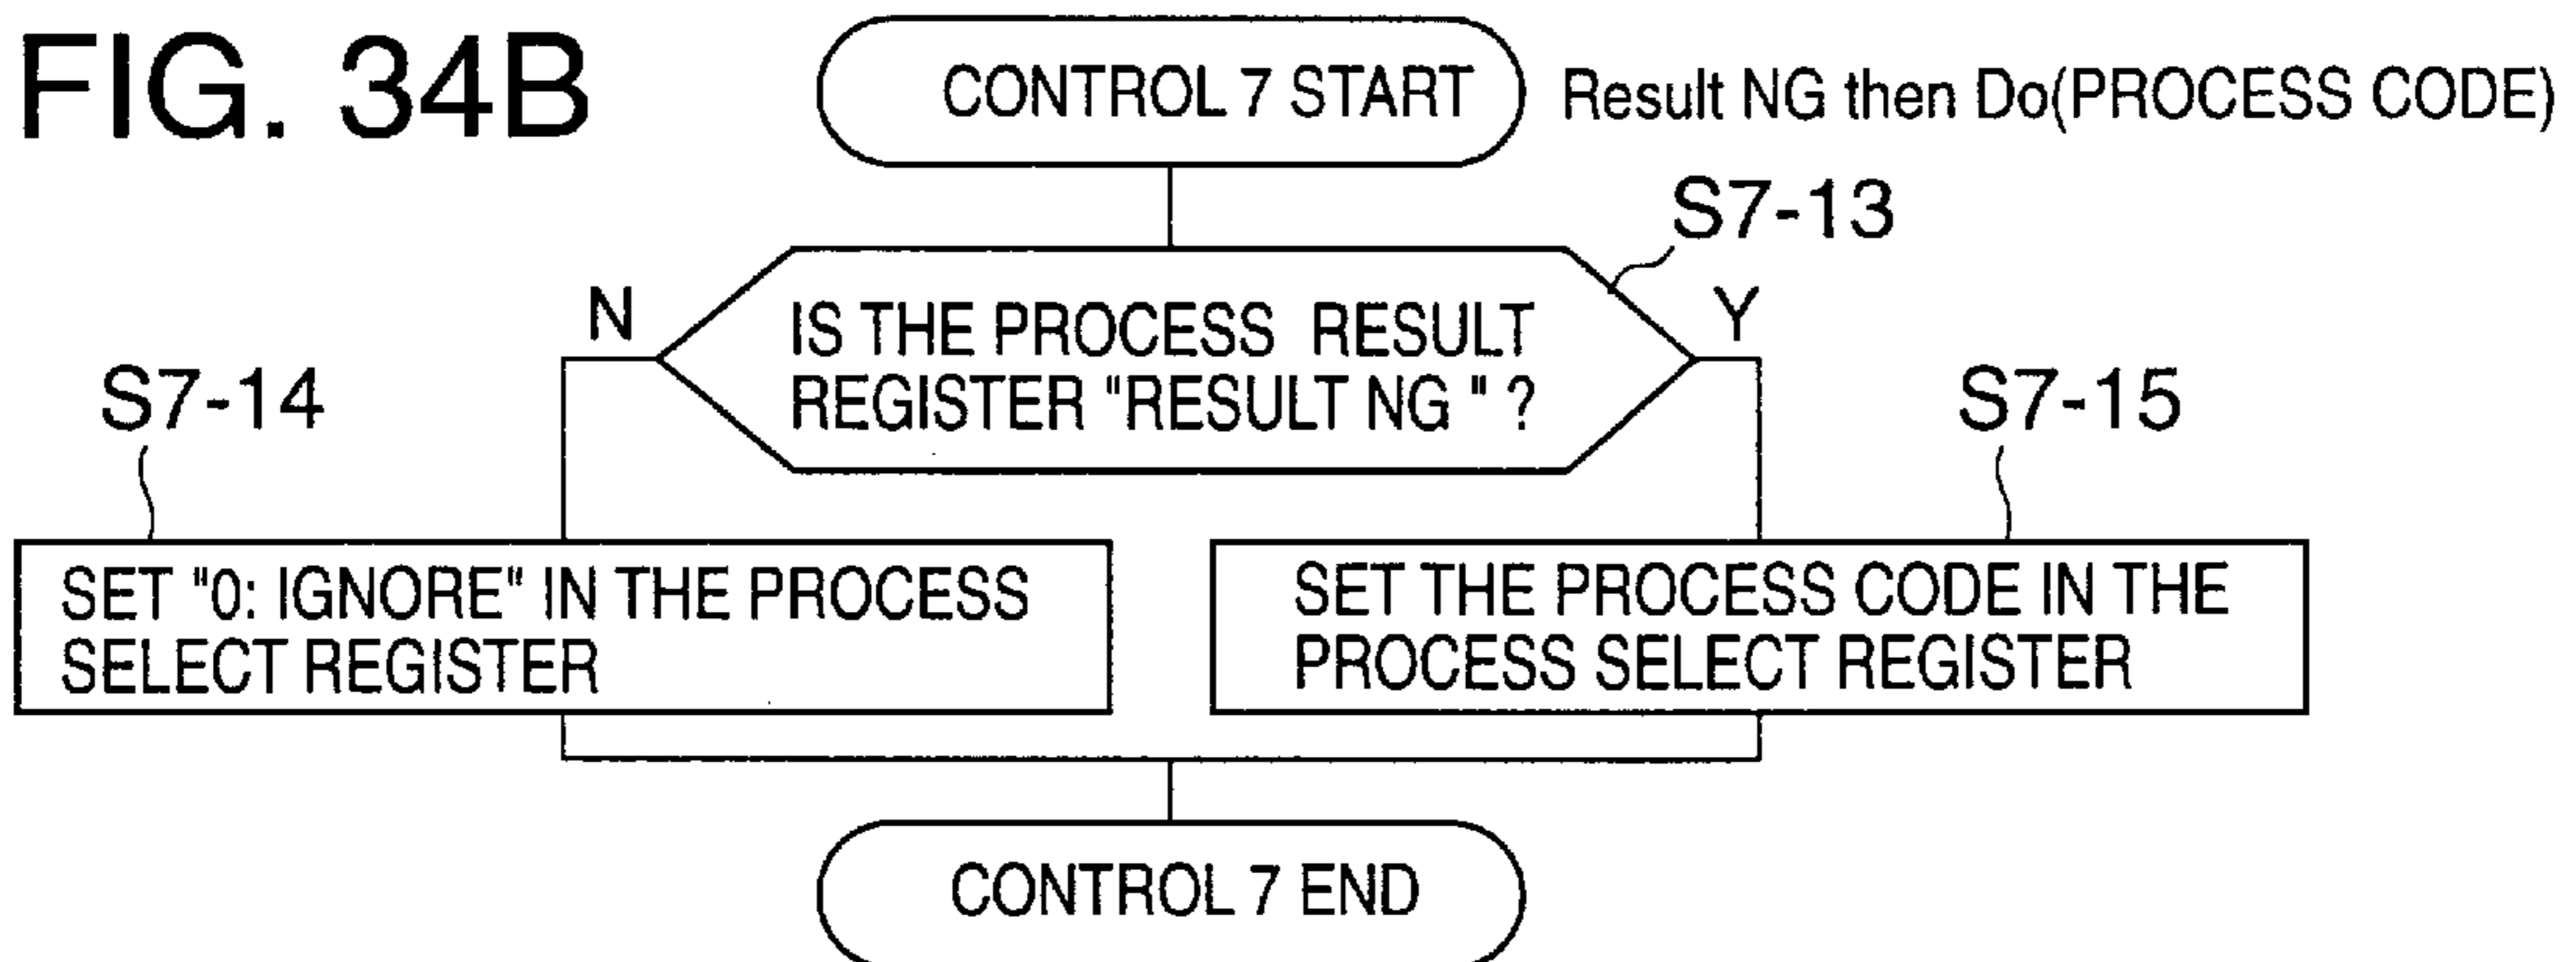 FIG. 34B
CONTROL 7 START
Result NG then Do(PROCESS CODE)
S7-13
N
Y
IS THE PROCESS RESULT
REGISTER "RESULT NG " ?
S7-14
S7-15
SET "0: IGNORE" IN THE PROCESS
SELECT REGISTER
SET THE PROCESS CODE IN THE
PROCESS SELECT REGISTER
CONTROL 7 END